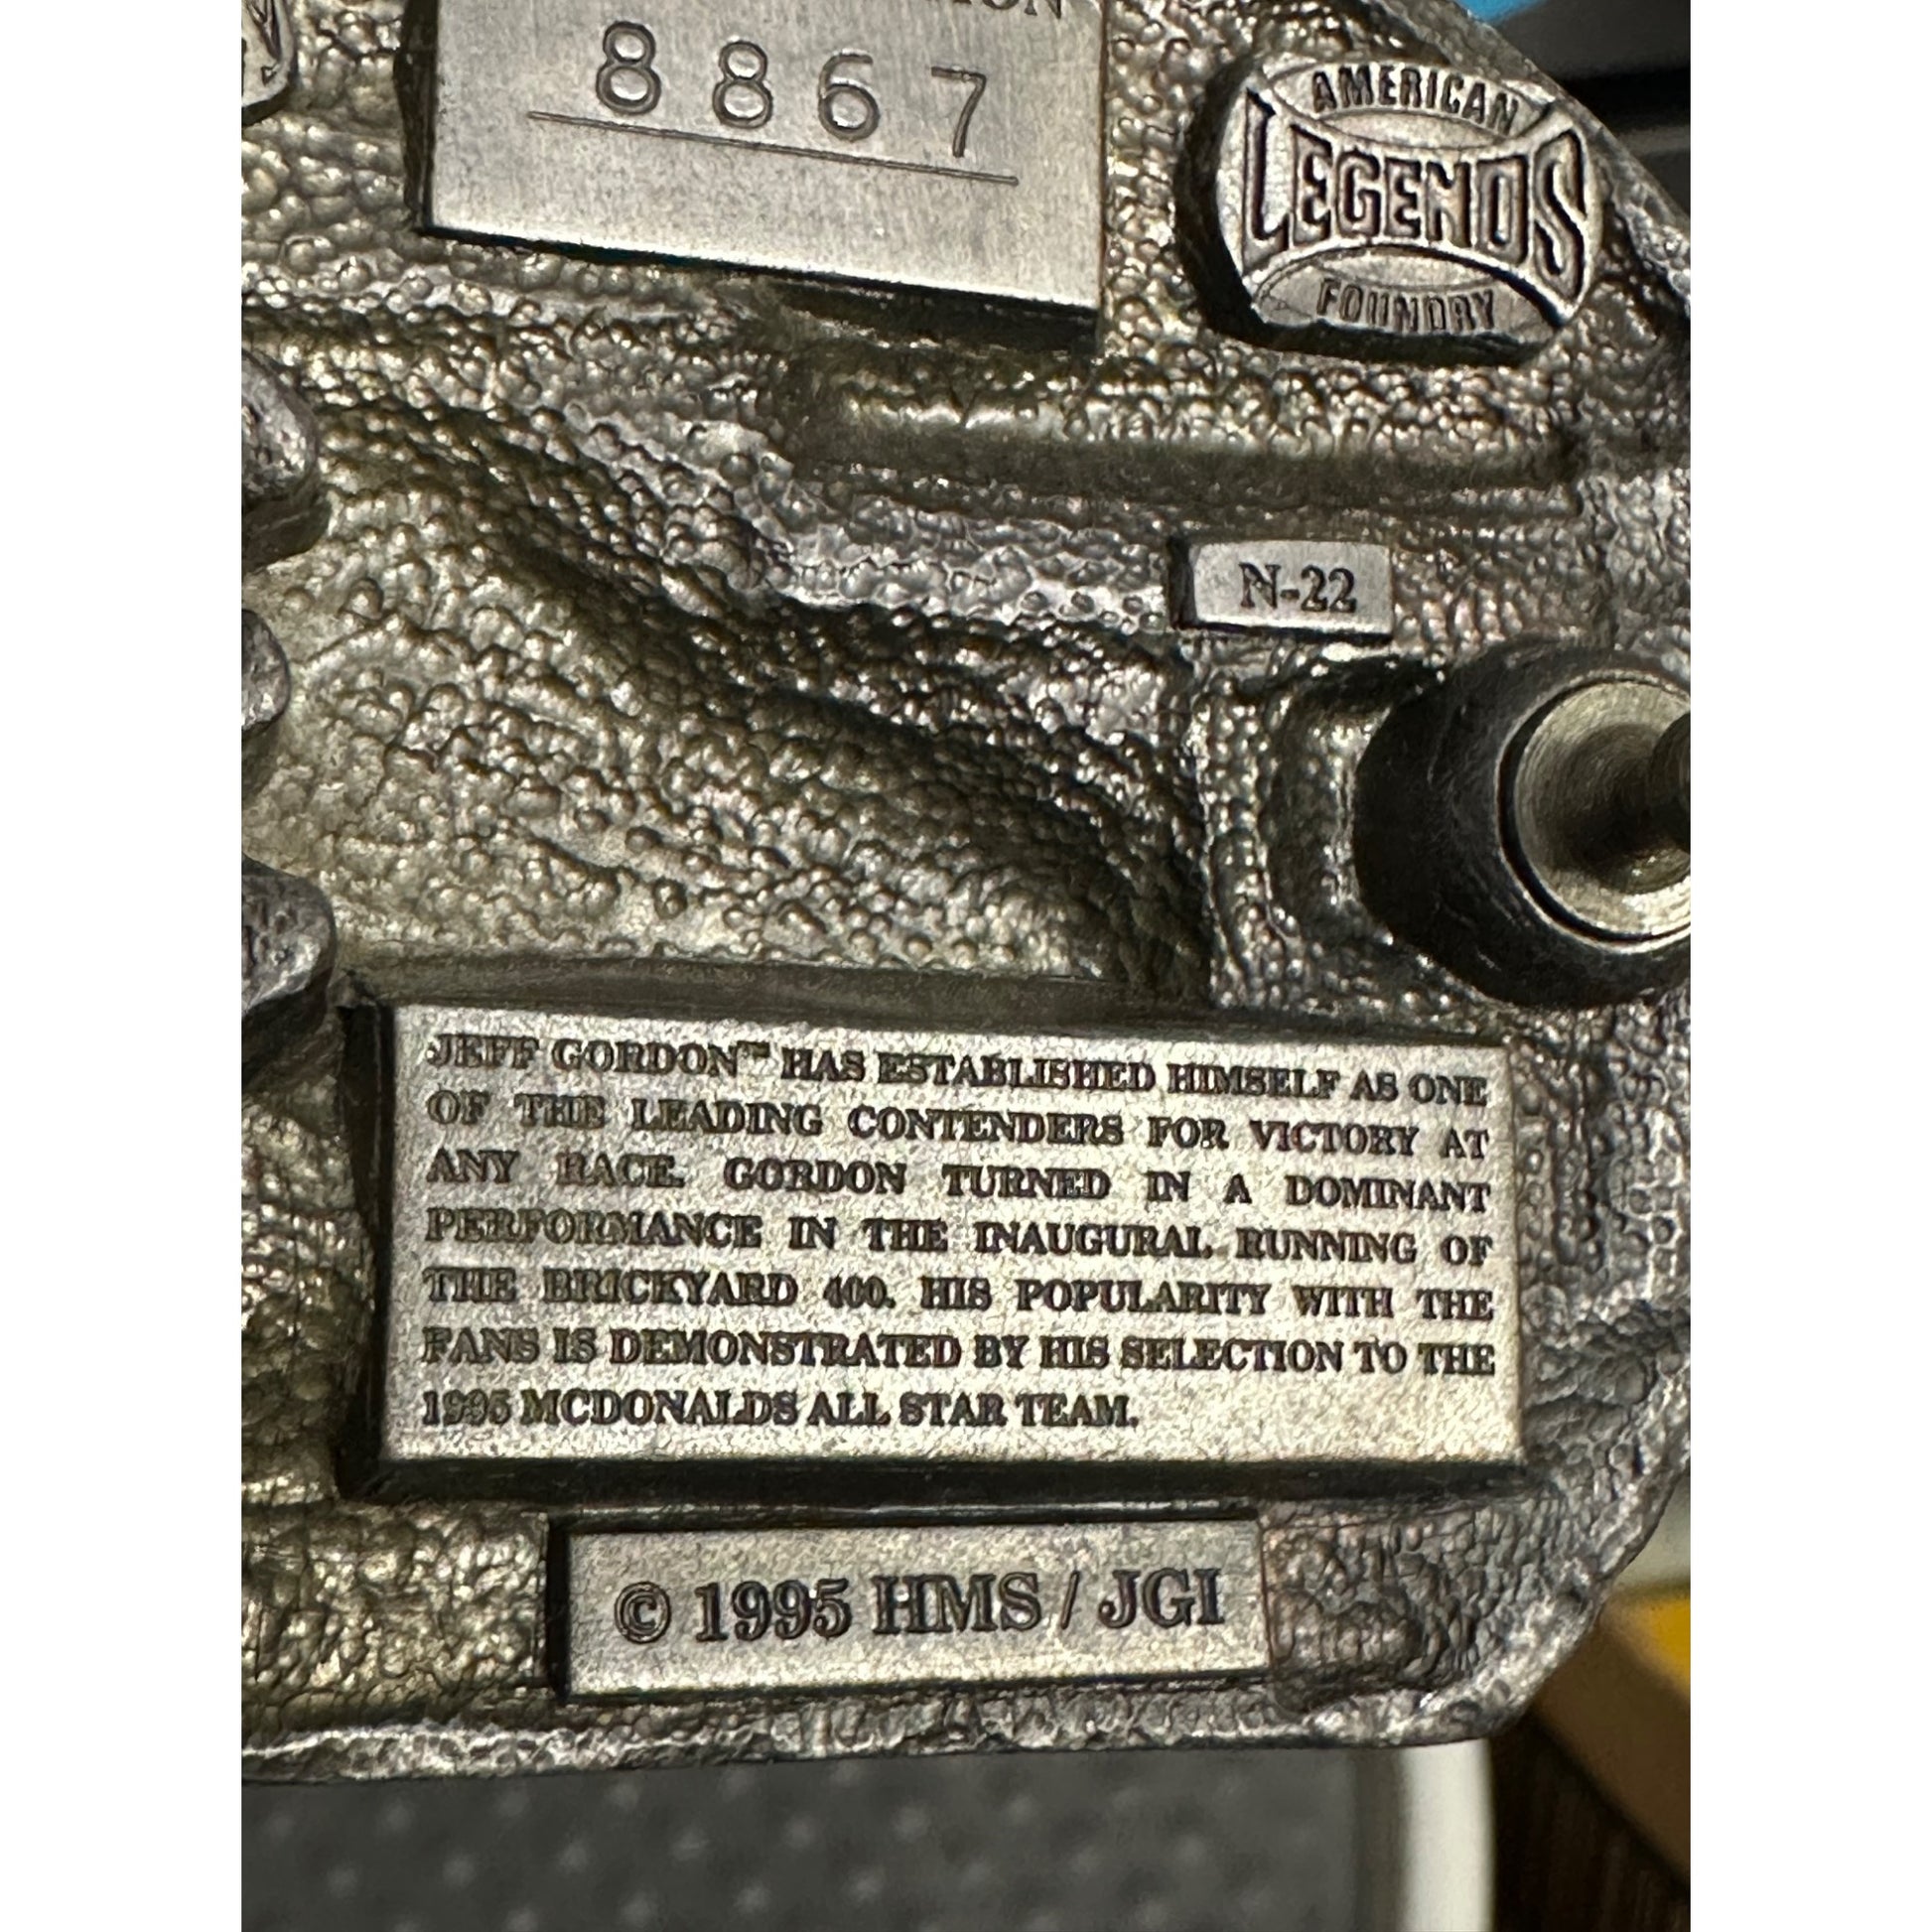 8867
AMERICAN
LEGENDS
FOUNDRY
N-22
JEFF GORDON™ HAS ESTABLISHED HIMSELF AS ONE
OF THE LEADING CONTENDERS FOR VICTORY AT
ANY RACE. GORDON TURNED IN A DOMINANT
PERFORMANCE IN THE INAUGURAL RUNNING OF
THE BRICKYARD 400. HIS POPULARITY WITH THE
FANS IS DEMONSTRATED BY HIS SELECTION TO THE
1995 MCDONALDS ALL STAR TEAM.
© 1995 HMS / JGI